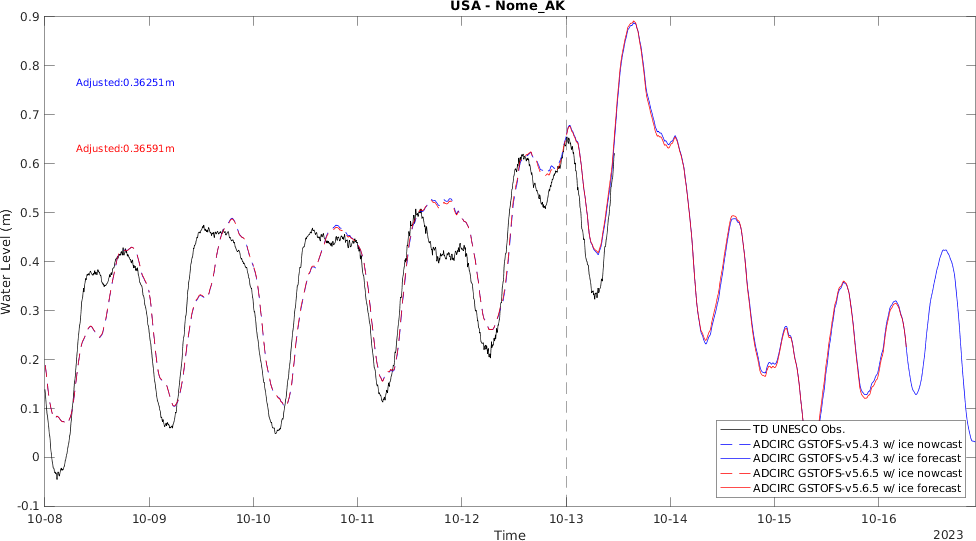 USA - Nome_AK
0.9
0.8
0.7
0.6
0.5
0.4
0.3
0.2
0.1
0
-0.1
Water Level (m)
Adjusted:0.36251m
Adjusted:0.36591m
TD UNESCO Obs.
ADCIRC GSTOFS-v5.4.3 w/ ice nowcast
ADCIRC GSTOFS-v5.4.3 w/ ice forecast
ADCIRC GSTOFS-v5.6.5 w/ ice nowcast
ADCIRC GSTOFS-v5.6.5 w/ ice forecast
10-08 10-09 10-10 10-11 10-12 10-13 10-14 10-15 10-16
Time
2023